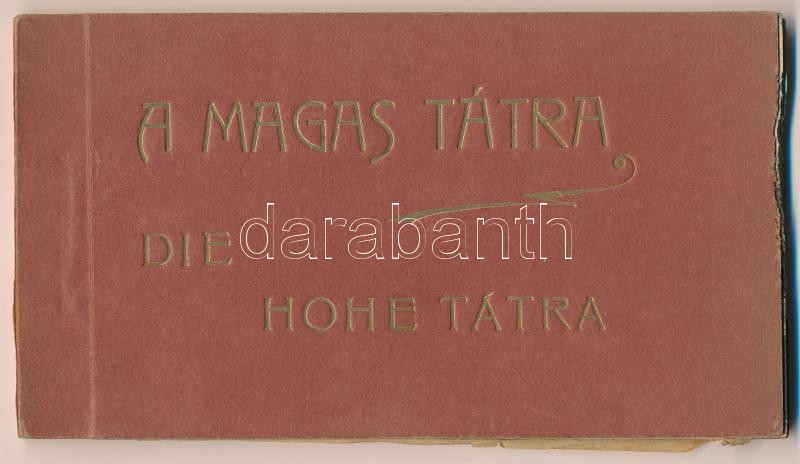 A MAGAS TÁTRA
DIE
darabanth
HOHE TÁTRA